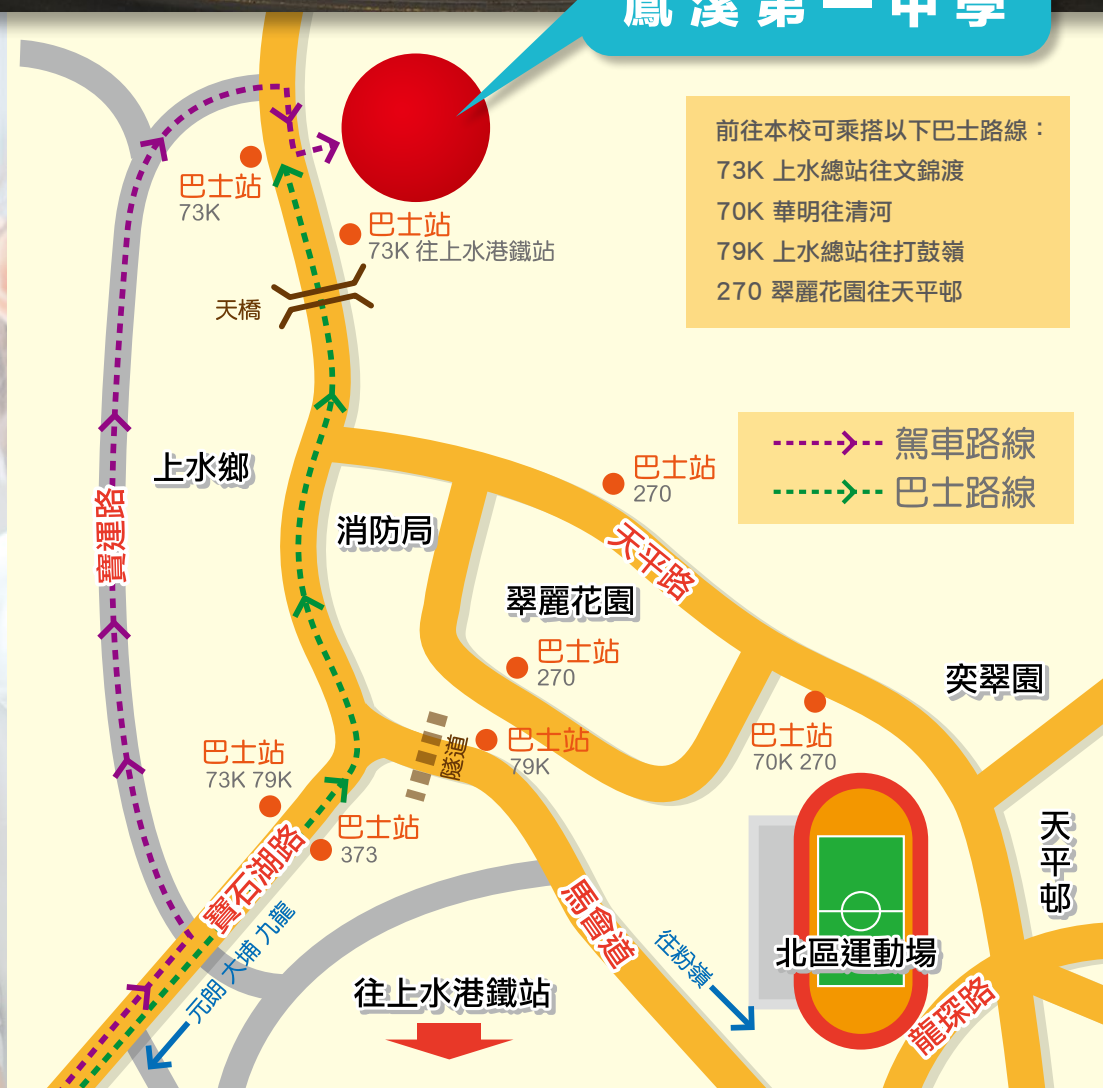 鳳溪第一中學
前往本校可乘搭以下巴士路線：
73K 上水總站往文錦渡
70K 華明往清河
79K 上水總站往打鼓嶺
270 翠麗花園往天平邨
巴士站
73K
巴士站
73K 往上水港鐵站
天橋
駕車路線
巴士路線
上水鄉
寶運路
消防局
巴士站
270
天平路
翠麗花園
巴士站
270
奕翠園
巴士站
70K 270
巴士站
79K
隧道
巴士站
73K 79K
巴士站
373
寶石湖路
元朗 大埔 九龍
馬會道
往粉嶺
天平邨
北區運動場
龍琛路
往上水港鐵站